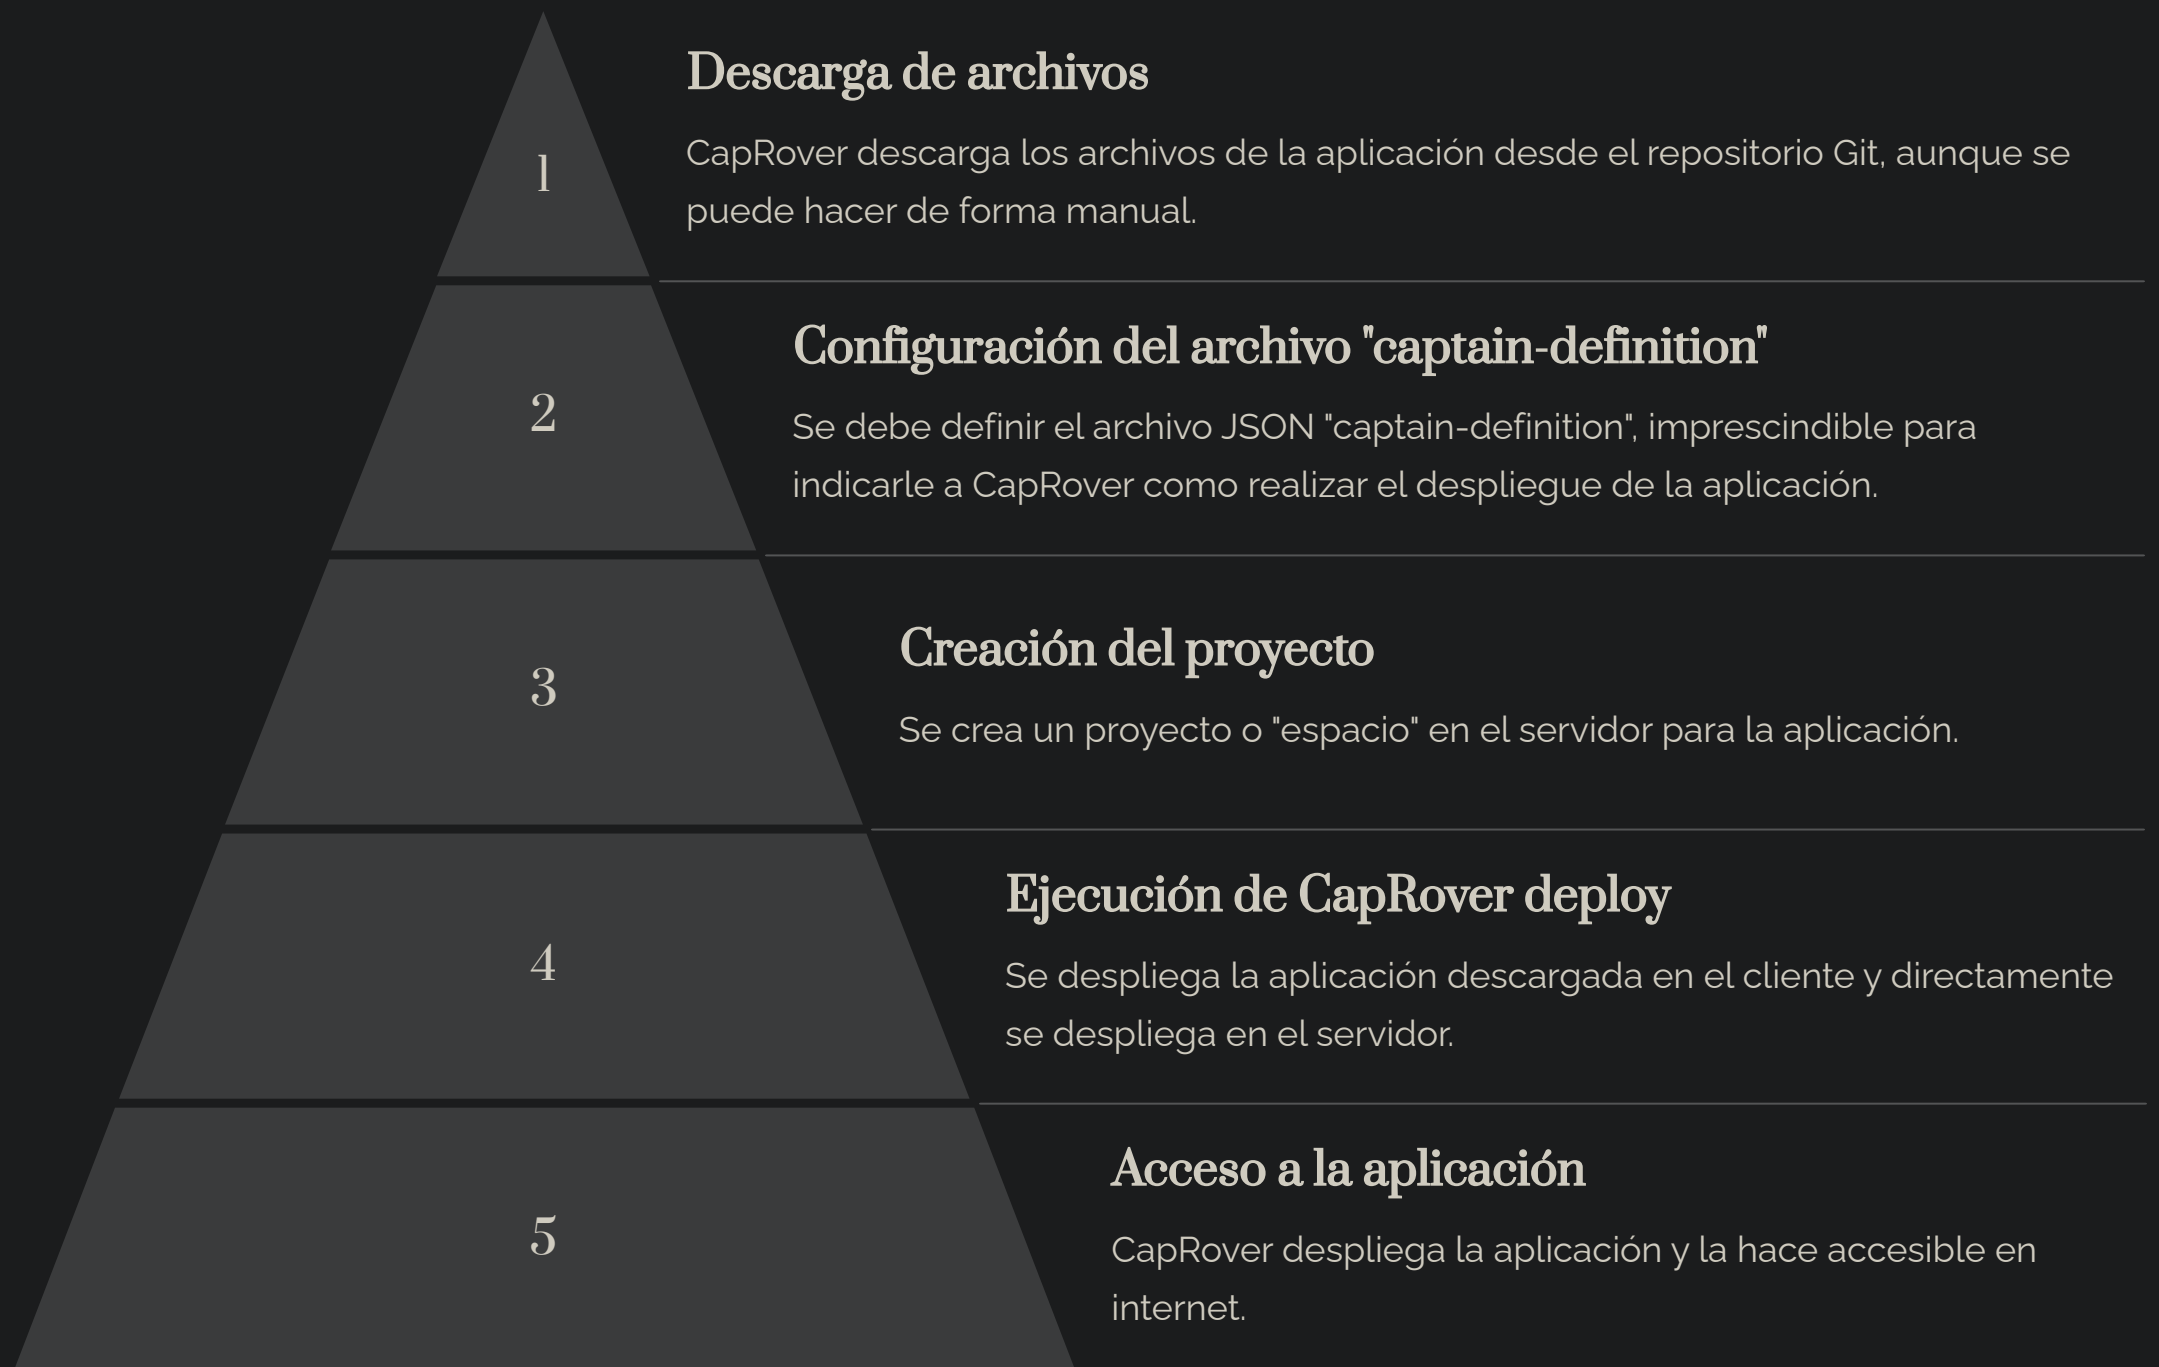 1
Descarga de archivos
CapRover descarga los archivos de la aplicación desde el repositorio Git, aunque se
puede hacer de forma manual.
2
Configuración del archivo "captain-definition"
Se debe definir el archivo JSON "captain-definition", imprescindible para
indicarle a CapRover como realizar el despliegue de la aplicación.
3
Creación del proyecto
Se crea un proyecto o "espacio" en el servidor para la aplicación.
4
Ejecución de CapRover deploy
Se despliega la aplicación descargada en el cliente y directamente
se despliega en el servidor.
5
Acceso a la aplicación
CapRover despliega la aplicación y la hace accesible en
internet.